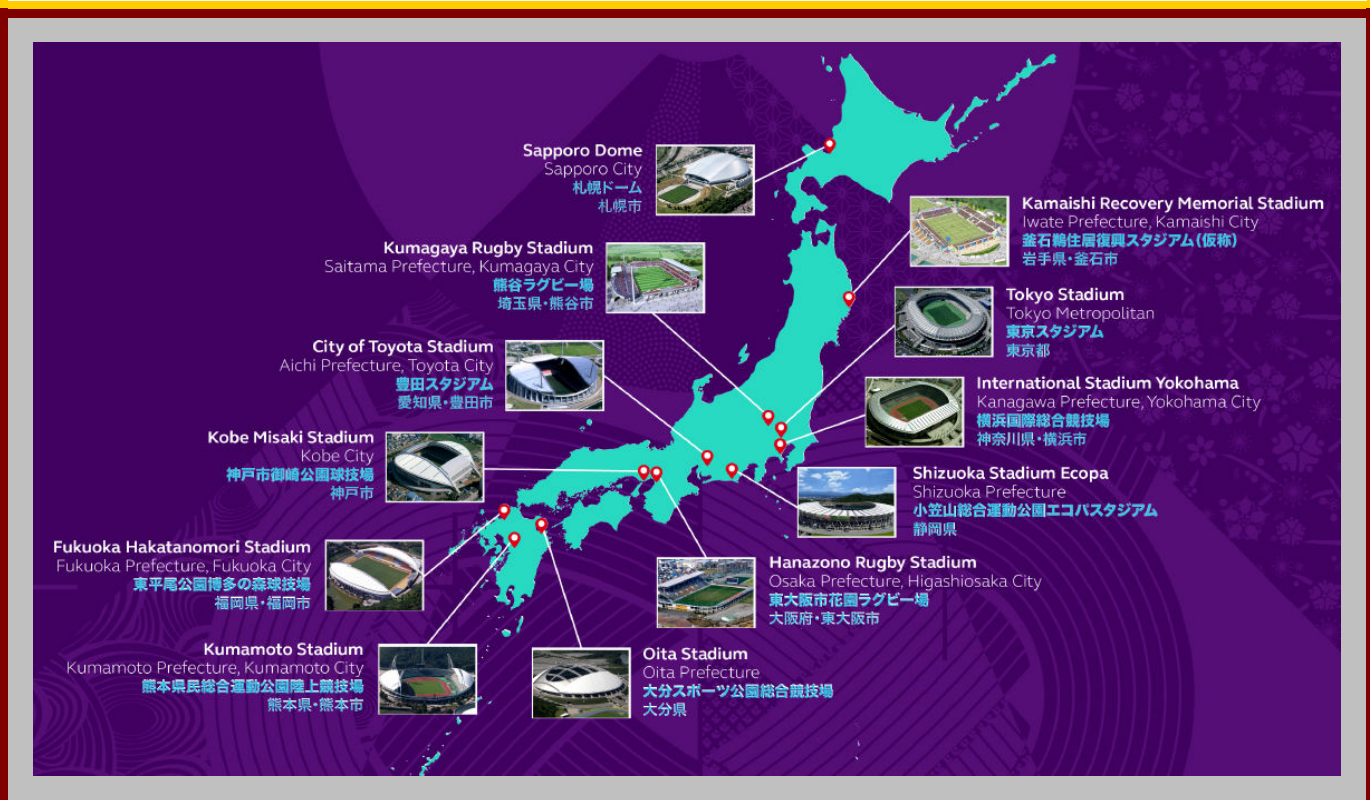 Sapporo Dome
Sapporo City
札幌ドーム
札幌市
Kamaishi Recovery Memorial Stadium
Iwate Prefecture, Kamaishi City
釜石鵜住居復興スタジアム(仮称)
岩手県・釜石市
Kumagaya Rugby Stadium
Saitama Prefecture, Kumagaya City
熊谷ラグビー場
埼玉県・熊谷市
Tokyo Stadium
Tokyo Metropolitan
東京スタジアム
東京都
City of Toyota Stadium
Aichi Prefecture, Toyota City
豊田スタジアム
愛知県・豊田市
International Stadium Yokohama
Kanagawa Prefecture, Yokohama City
横浜国際総合競技場
神奈川県・横浜市
Kobe Misaki Stadium
Kobe City
神戸市御崎公園球技場
神戸市
Shizuoka Stadium Ecopa
Shizuoka Prefecture
小笠山総合運動公園エコパスタジアム
静岡県
Fukuoka Hakatanomori Stadium
Fukuoka Prefecture, Fukuoka City
東平尾公園博多の森球技場
福岡県・福岡市
Hanazono Rugby Stadium
Osaka Prefecture, Higashiosaka City
東大阪市花園ラグビー場
大阪府・東大阪市
Kumamoto Stadium
Kumamoto Prefecture, Kumamoto City
熊本県民総合運動公園陸上競技場
熊本県・熊本市
Oita Stadium
Oita Prefecture
大分スポーツ公園総合競技場
大分県